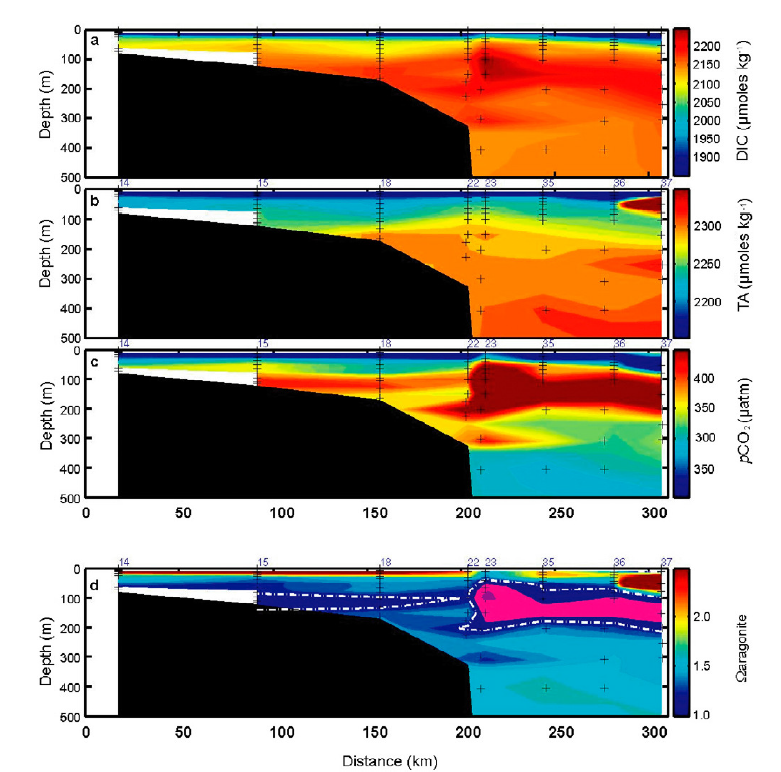 a
0
100
200
300
400
500
Depth (m)
2200
2150
2100
2050
2000
1950
1900
DIC (µmoles kg⁻¹)
14 15 18 22 23 35 36 37
b
0
100
200
300
400
500
Depth (m)
2300
2250
2200
TA (µmoles kg⁻¹)
14 15 18 22 23 35 36 37
c
0
100
200
300
400
500
Depth (m)
400
350
300
350
pCO₂ (µatm)
0 50 100 150 200 250 300
14 15 18 22 23 35 36 37
d
0
100
200
300
400
500
Depth (m)
2.0
1.5
1.0
Ωaragonite
0 50 100 150 200 250 300
Distance (km)